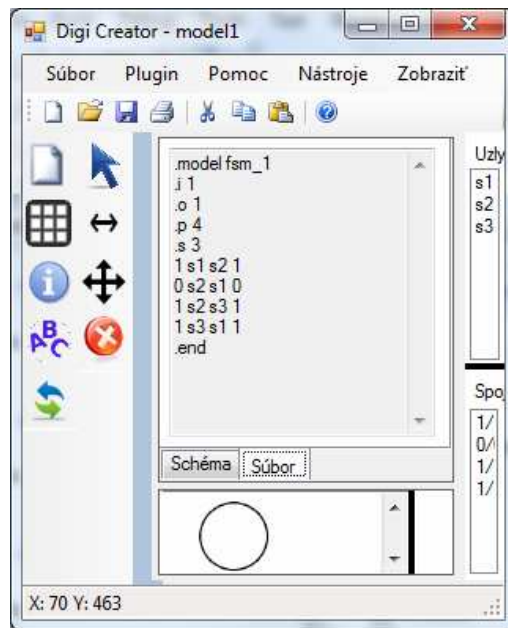 Digi Creator - model1
Súbor Plugin Pomoc Nástroje Zobraziť
.model fsm_1
.i 1
.o 1
.p 4
.s 3
1 s1 s2 1
0 s2 s1 0
1 s2 s3 1
1 s3 s1 1
.end
Uzly
s1
s2
s3
ABC
Spoj
1/
0/
1/
1/
Schéma Súbor
X: 70 Y: 463